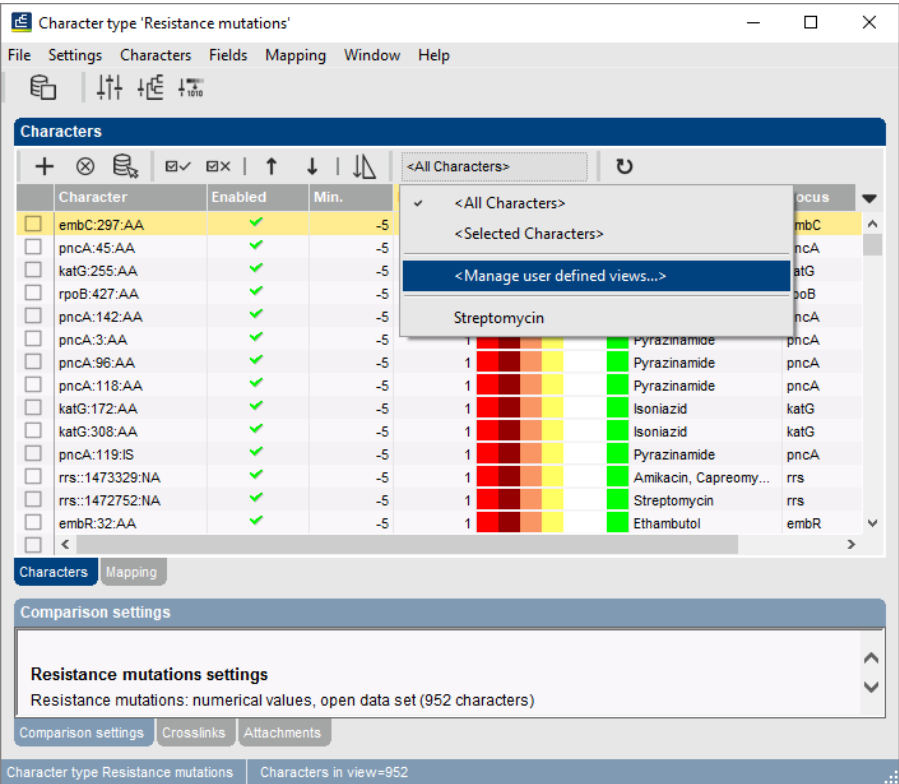 Character type 'Resistance mutations'
File Settings Characters Fields Mapping Window Help
Characters
<All Characters>
Character Enabled Min. ocus
<All Characters>
<Selected Characters>
<Manage user defined views...>
Streptomycin
embC:297:AA -5 mbC
pncA:45:AA -5 ncA
katG:255:AA -5 atG
rpoB:427:AA -5 poB
pncA:142:AA -5 ncA
pncA:3:AA -5 1 Pyrazinamide pncA
pncA:96:AA -5 1 Pyrazinamide pncA
pncA:118:AA -5 1 Pyrazinamide pncA
katG:172:AA -5 1 Isoniazid katG
katG:308:AA -5 1 Isoniazid katG
pncA:119:IS -5 1 Pyrazinamide pncA
rrs::1473329:NA -5 1 Amikacin, Capreomy... rrs
rrs::1472752:NA -5 1 Streptomycin rrs
embR:32:AA -5 1 Ethambutol embR
Characters Mapping
Comparison settings
Resistance mutations settings
Resistance mutations: numerical values, open data set (952 characters)
Comparison settings Crosslinks Attachments
Character type Resistance mutations Characters in view=952